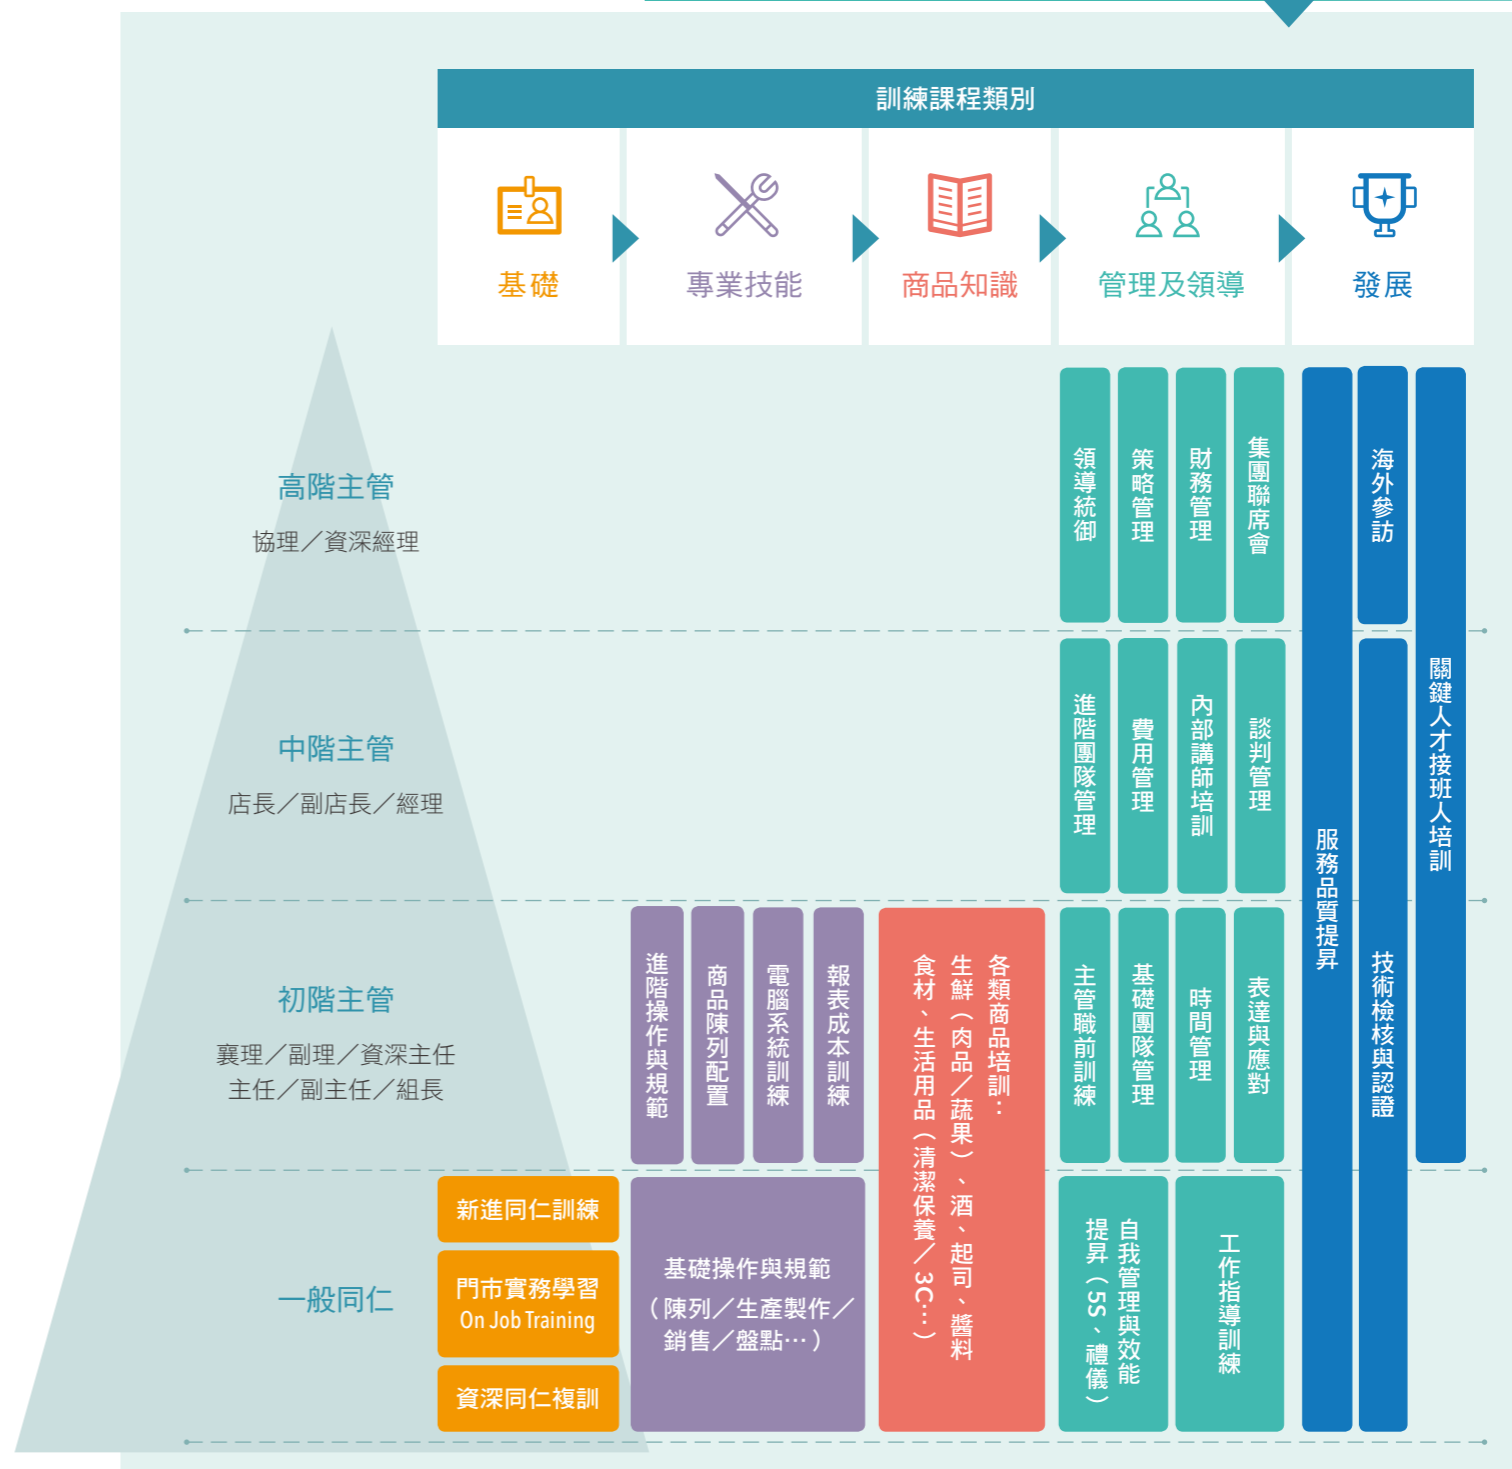 訓練課程類別
基礎
專業技能
商品知識
管理及領導
發展
高階主管
協理／資深經理
領導統御
策略管理
財務管理
集團聯席會
服務品質提昇
海外參訪
關鍵人才接班人培訓
中階主管
店長／副店長／經理
進階團隊管理
費用管理
內部講師培訓
談判管理
技術檢核與認證
初階主管
襄理／副理／資深主任
主任／副主任／組長
進階操作與規範
商品陳列配置
電腦系統訓練
報表成本訓練
各類商品培訓：
生鮮（肉品／蔬果）、酒、起司、醬料
食材、生活用品（清潔保養／3C…）
主管職前訓練
基礎團隊管理
時間管理
表達與應對
一般同仁
新進同仁訓練
門市實務學習
On Job Training
資深同仁複訓
基礎操作與規範
（陳列／生產製作／
銷售／盤點…）
自我管理與效能
提昇（5S、禮儀）
工作指導訓練